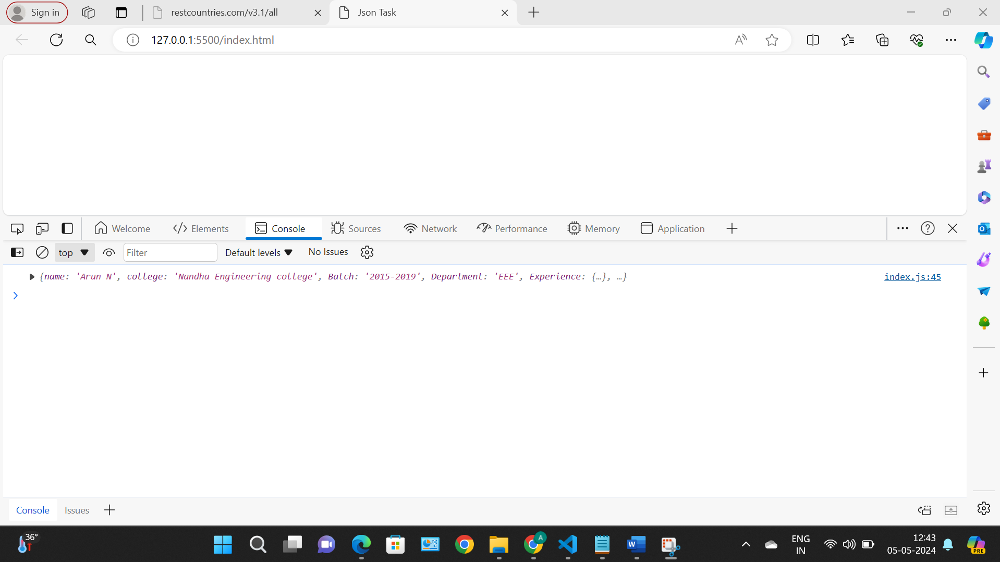 Sign in
restcountries.com/v3.1/all
Json Task
127.0.0.1:5500/index.html
Welcome
Elements
Console
Sources
Network
Performance
Memory
Application
top
Filter
Default levels
No Issues
{name: 'Arun N', college: 'Nandha Engineering college', Batch: '2015-2019', Department: 'EEE', Experience: {…}, …}
index.js:45
Console
Issues
36°
A
ENG
IN
12:43
05-05-2024
PRE